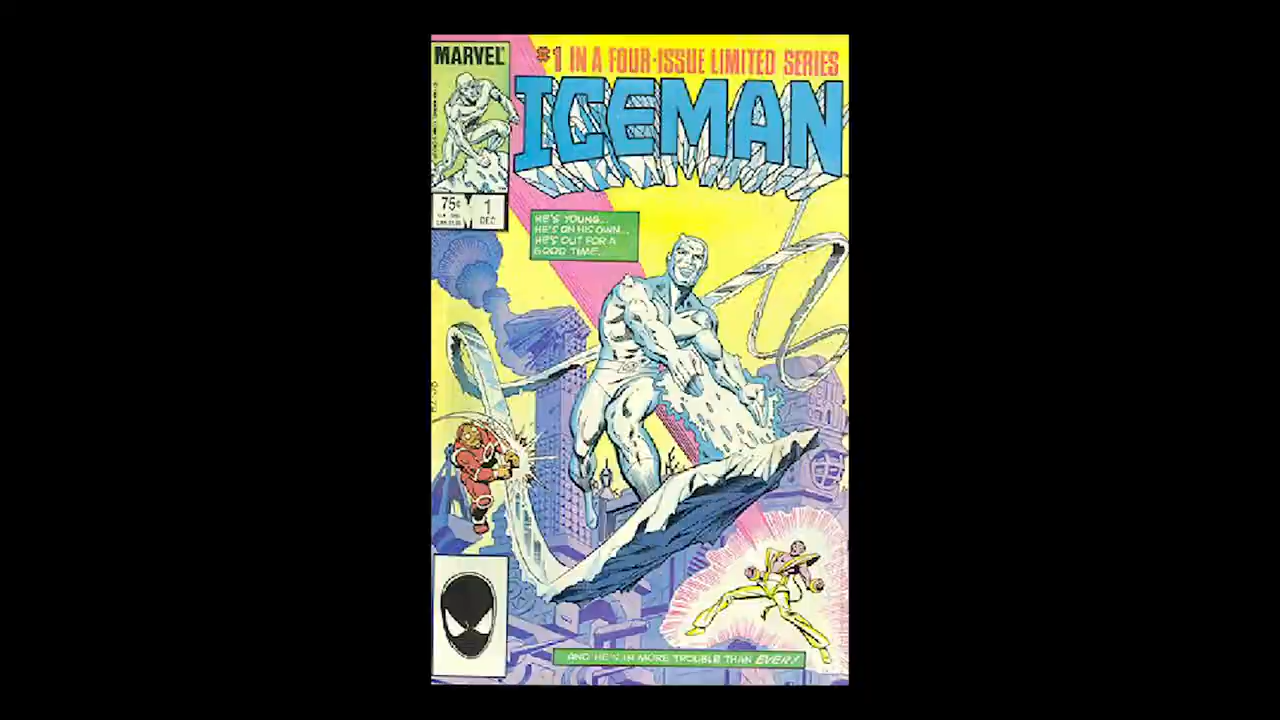 MARVEL
#1 IN A FOUR-ISSUE LIMITED SERIES
ICEMAN
75¢
1
DEC
HE'S YOUNG...
HE'S ON HIS OWN...
HE'S OUT FOR A
GOOD TIME...
AND HE'S IN MORE TROUBLE THAN EVER!